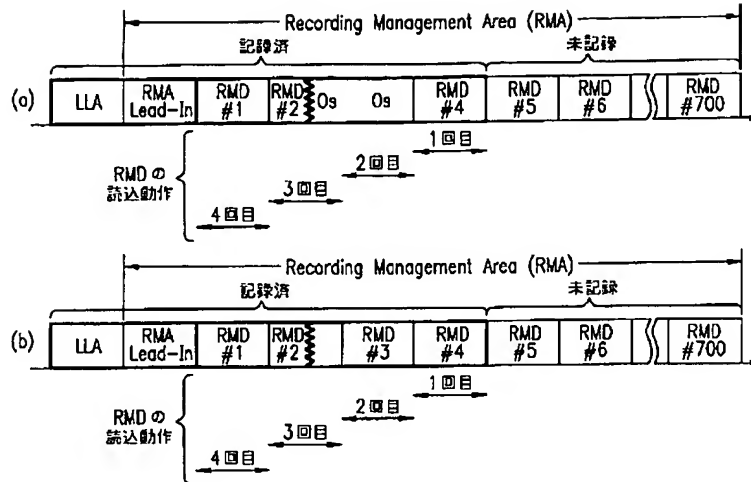 Recording Management Area (RMA)
記録済 未記録
(a) LLA RMA Lead-In RMD #1 RMD #2 0s 0s RMD #4 RMD #5 RMD #6 RMD #700
RMDの読込動作
1回目
2回目
3回目
4回目
Recording Management Area (RMA)
記録済 未記録
(b) LLA RMA Lead-In RMD #1 RMD #2 RMD #3 RMD #4 RMD #5 RMD #6 RMD #700
RMDの読込動作
1回目
2回目
3回目
4回目